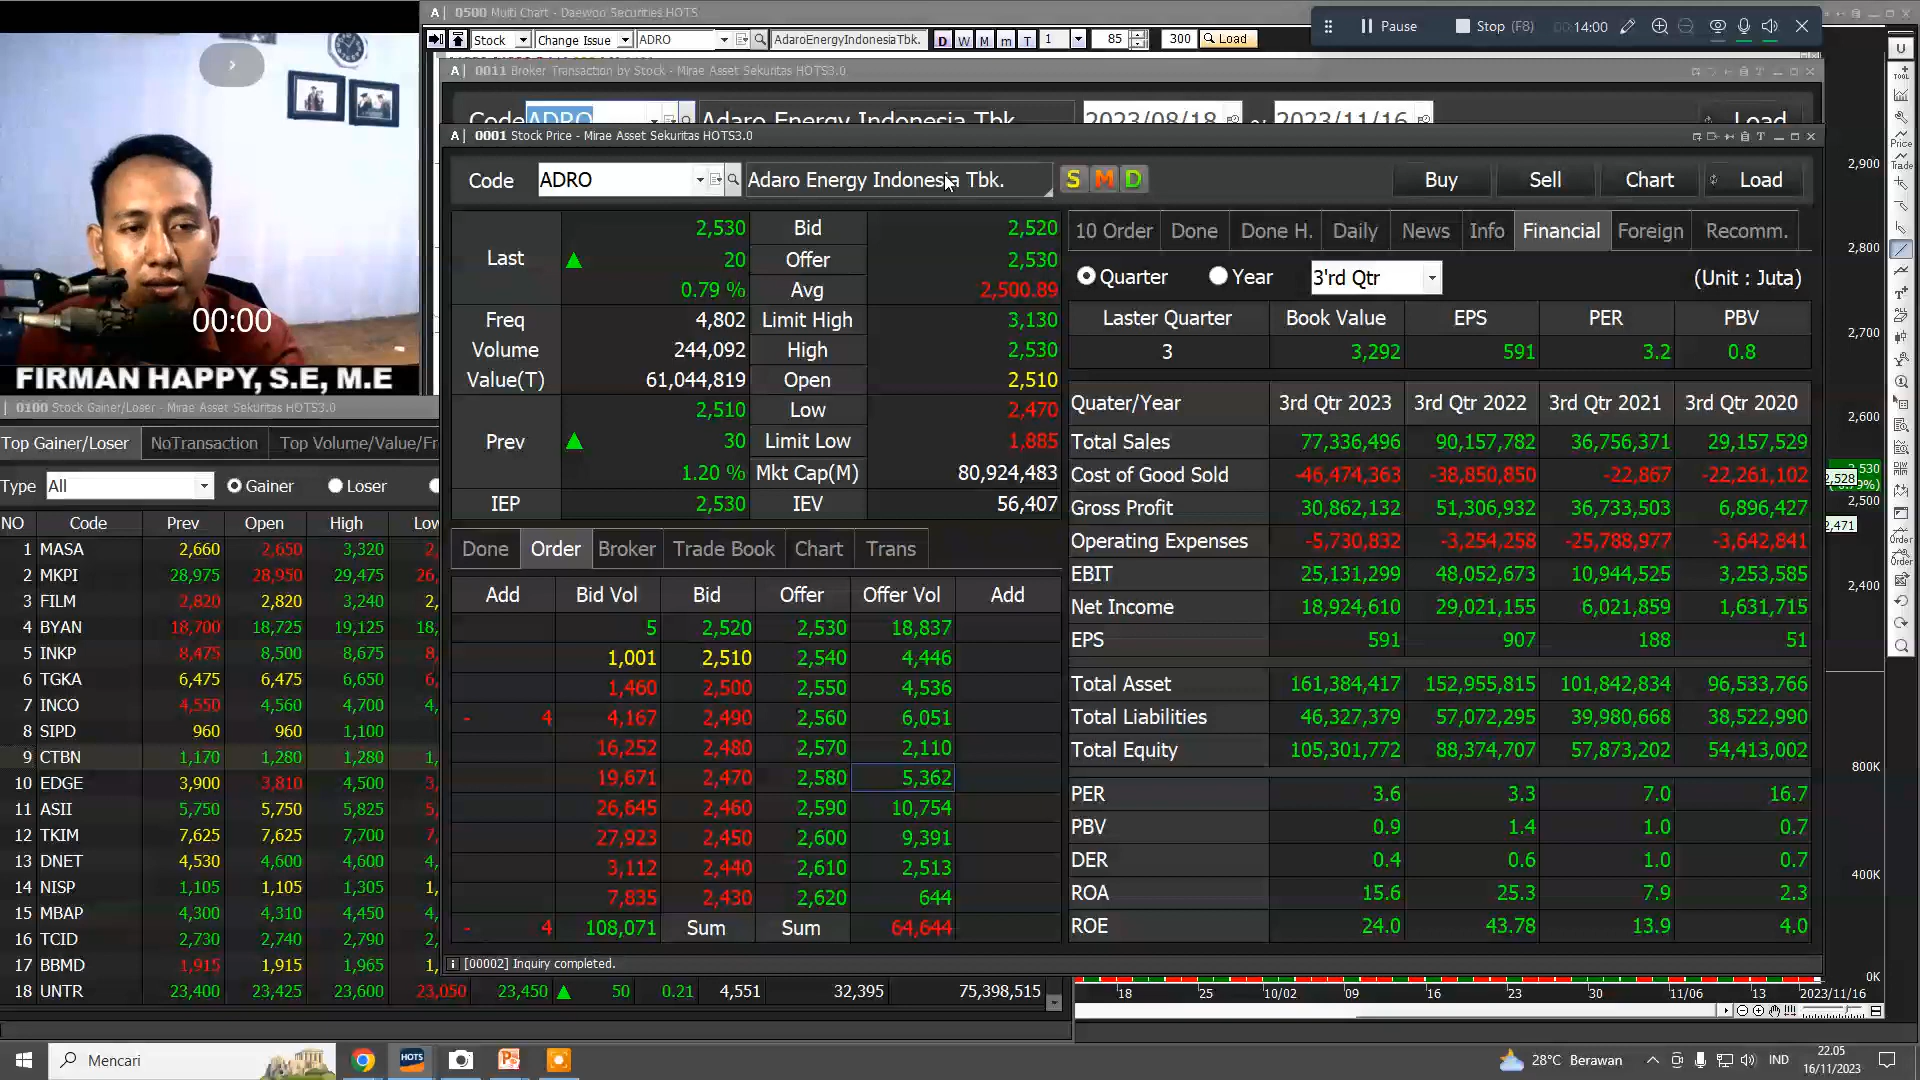 0500 Multi Chart - Daewoo Securities HOTS
Stock Change Issue ADRO AdaroEnergyIndonesiaTbk. D W M m T 1 85 300 Load
Pause Stop (F8) 00:14:00
0011 Broker Transaction by Stock - Mirae Asset Sekuritas HOTS3.0
Code ADRO Adaro Energy Indonesia Tbk. 2023/08/18 ~ 2023/11/16 Load
0001 Stock Price - Mirae Asset Sekuritas HOTS3.0
Code ADRO Adaro Energy Indonesia Tbk. S M D Buy Sell Chart Load
00:00
FIRMAN HAPPY, S.E, M.E
Last 2,530 Bid 2,520
20 Offer 2,530
0.79 % Avg 2,500.89
Freq 4,802 Limit High 3,130
Volume 244,092 High 2,530
Value(T) 61,044,819 Open 2,510
Prev 2,510 Low 2,470
30 Limit Low 1,885
1.20 % Mkt Cap(M) 80,924,483
IEP 2,530 IEV 56,407
Done Order Broker Trade Book Chart Trans
Add Bid Vol Bid Offer Offer Vol Add
5 2,520 2,530 18,837
1,001 2,510 2,540 4,446
1,460 2,500 2,550 4,536
- 4 4,167 2,490 2,560 6,051
16,252 2,480 2,570 2,110
19,671 2,470 2,580 5,362
26,645 2,460 2,590 10,754
27,923 2,450 2,600 9,391
3,112 2,440 2,610 2,513
7,835 2,430 2,620 644
- 4 108,071 Sum Sum 64,644
[00002] Inquiry completed.
10 Order Done Done H. Daily News Info Financial Foreign Recomm.
Quarter Year 3'rd Qtr (Unit : Juta)
Laster Quarter Book Value EPS PER PBV
3 3,292 591 3.2 0.8
Quater/Year 3rd Qtr 2023 3rd Qtr 2022 3rd Qtr 2021 3rd Qtr 2020
Total Sales 77,336,496 90,157,782 36,756,371 29,157,529
Cost of Good Sold -46,474,363 -38,850,850 -22,867 -22,261,102
Gross Profit 30,862,132 51,306,932 36,733,503 6,896,427
Operating Expenses -5,730,832 -3,254,258 -25,788,977 -3,642,841
EBIT 25,131,299 48,052,673 10,944,525 3,253,585
Net Income 18,924,610 29,021,155 6,021,859 1,631,715
EPS 591 907 188 51
Total Asset 161,384,417 152,955,815 101,842,834 96,533,766
Total Liabilities 46,327,379 57,072,295 39,980,668 38,522,990
Total Equity 105,301,772 88,374,707 57,873,202 54,413,002
PER 3.6 3.3 7.0 16.7
PBV 0.9 1.4 1.0 0.7
DER 0.4 0.6 1.0 0.7
ROA 15.6 25.3 7.9 2.3
ROE 24.0 43.78 13.9 4.0
0100 Stock Gainer/Loser - Mirae Asset Sekuritas HOTS3.0
Top Gainer/Loser NoTransaction Top Volume/Value/Fr
Type All Gainer Loser
NO Code Prev Open High Low
1 MASA 2,660 2,650 3,320 2,
2 MKPI 28,975 28,950 29,475 26,
3 FILM 2,820 2,820 3,240 2,
4 BYAN 18,700 18,725 19,125 18,
5 INKP 8,475 8,500 8,675 8,
6 TGKA 6,475 6,475 6,650 6,
7 INCO 4,550 4,560 4,700 4,
8 SIPD 960 960 1,100
9 CTBN 1,170 1,280 1,280 1,
10 EDGE 3,900 3,810 4,500 3,
11 ASII 5,750 5,750 5,825 5,
12 TKIM 7,625 7,625 7,700 7,
13 DNET 4,530 4,600 4,600 4,
14 NISP 1,105 1,105 1,305 1,
15 MBAP 4,300 4,310 4,450 4,
16 TCID 2,730 2,740 2,790 2,
17 BBMD 1,915 1,915 1,965 1,
18 UNTR 23,400 23,425 23,600 23,050 23,450 50 0.21 4,551 32,395 75,398,515
2,900
2,800
2,700
2,600
2,530
2,528
2,500
2,471
2,400
800K
400K
0K
18 25 10/02 09 16 23 30 11/06 13 2023/11/16
U
TOOL
Price
Trade
Order
Order
Mencari
HOTS
28°C Berawan IND 22.05
16/11/2023